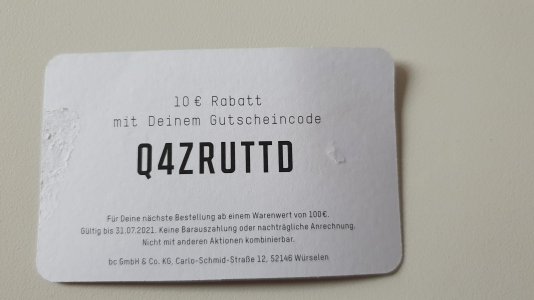 10 € Rabatt
mit Deinem Gutscheincode
Q4ZRUTTD
Für Deine nächste Bestellung ab einem Warenwert von 100 €.
Gültig bis 31.07.2021. Keine Barauszahlung oder nachträgliche Anrechnung.
Nicht mit anderen Aktionen kombinierbar.
bc GmbH & Co. KG, Carlo-Schmid-Straße 12, 52146 Würselen